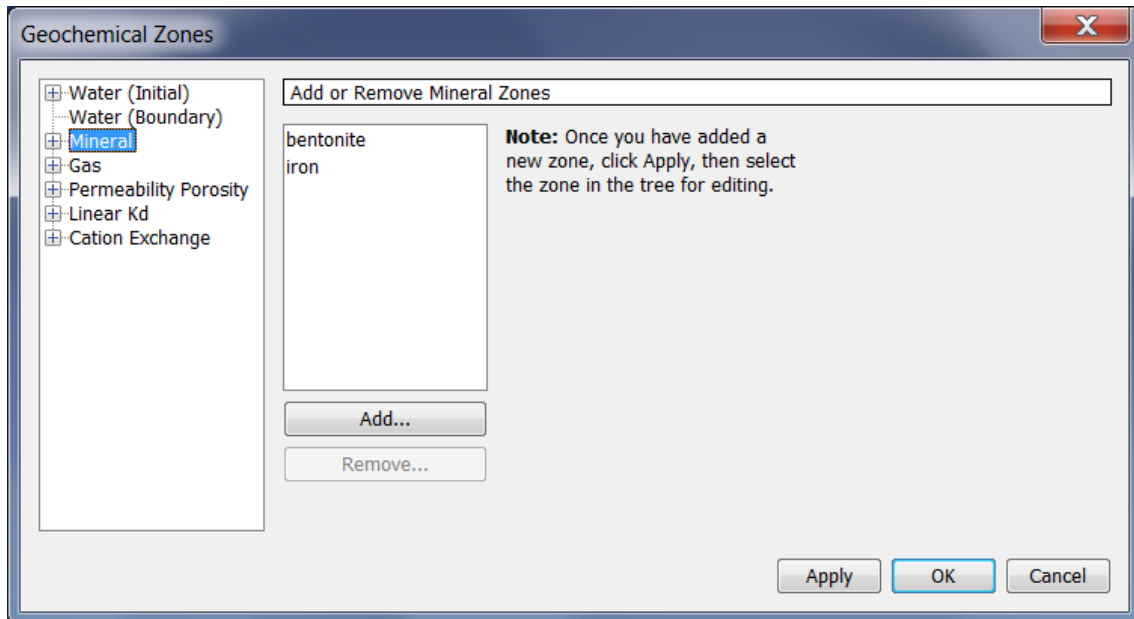 Geochemical Zones
X
Water (Initial)
Water (Boundary)
Mineral
Gas
Permeability Porosity
Linear Kd
Cation Exchange
Add or Remove Mineral Zones
bentonite
iron
Note: Once you have added a
new zone, click Apply, then select
the zone in the tree for editing.
Add...
Remove...
Apply
OK
Cancel